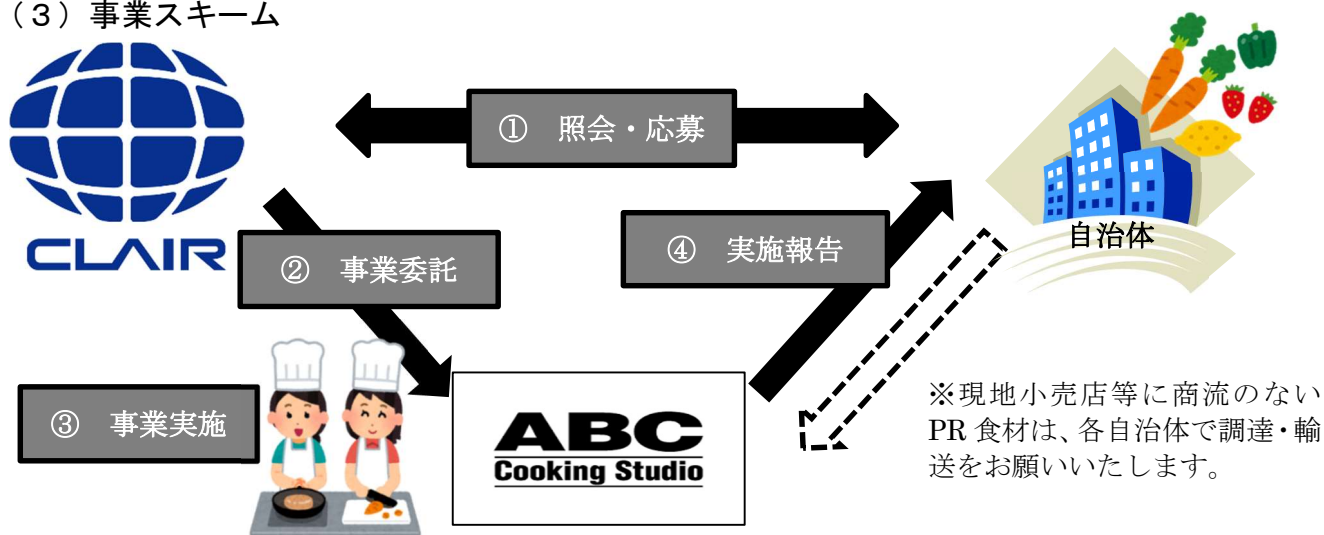 (3)事業スキーム
① 照会・応募
CLAIR
② 事業委託
④ 実施報告
自治体
③ 事業実施
ABC
Cooking Studio
※現地小売店等に商流のない
PR 食材は、各自治体で調達・輸
送をお願いいたします。